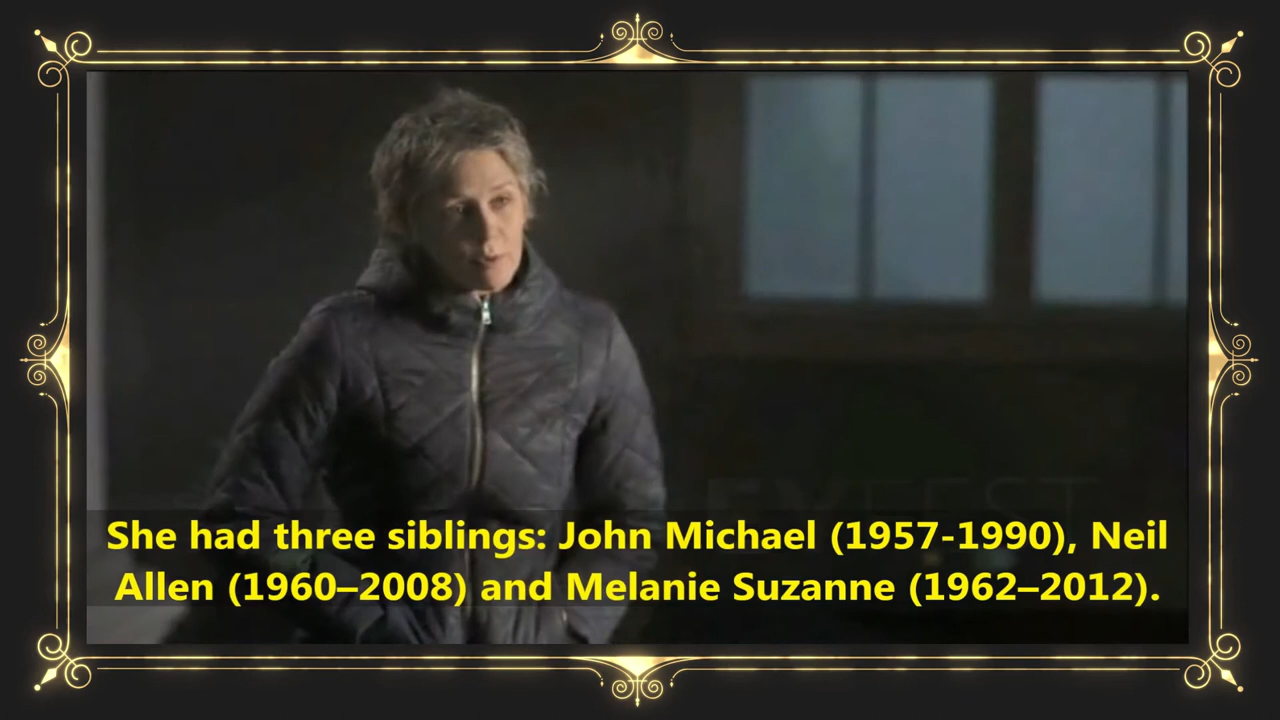 She had three siblings: John Michael (1957-1990), Neil
Allen (1960–2008) and Melanie Suzanne (1962–2012).